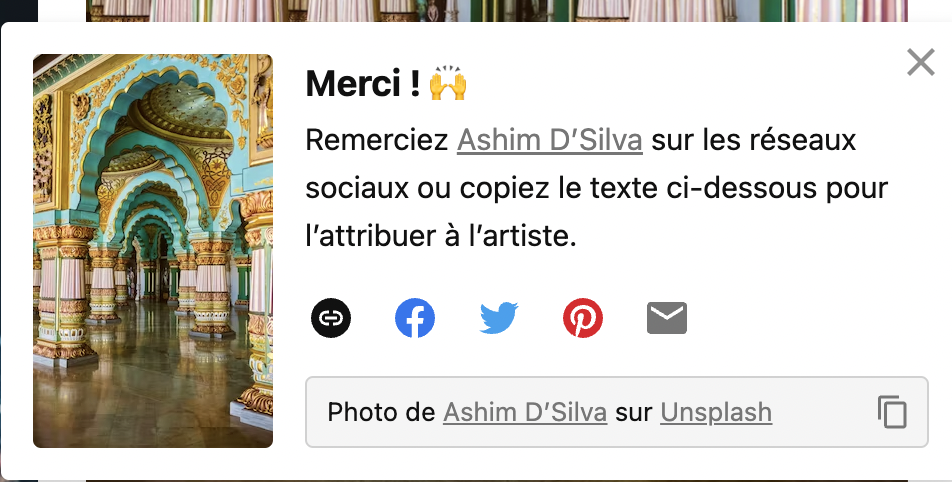 Merci ! 🙌
Remerciez Ashim D’Silva sur les réseaux
sociaux ou copiez le texte ci-dessous pour
l’attribuer à l’artiste.
Photo de Ashim D’Silva sur Unsplash